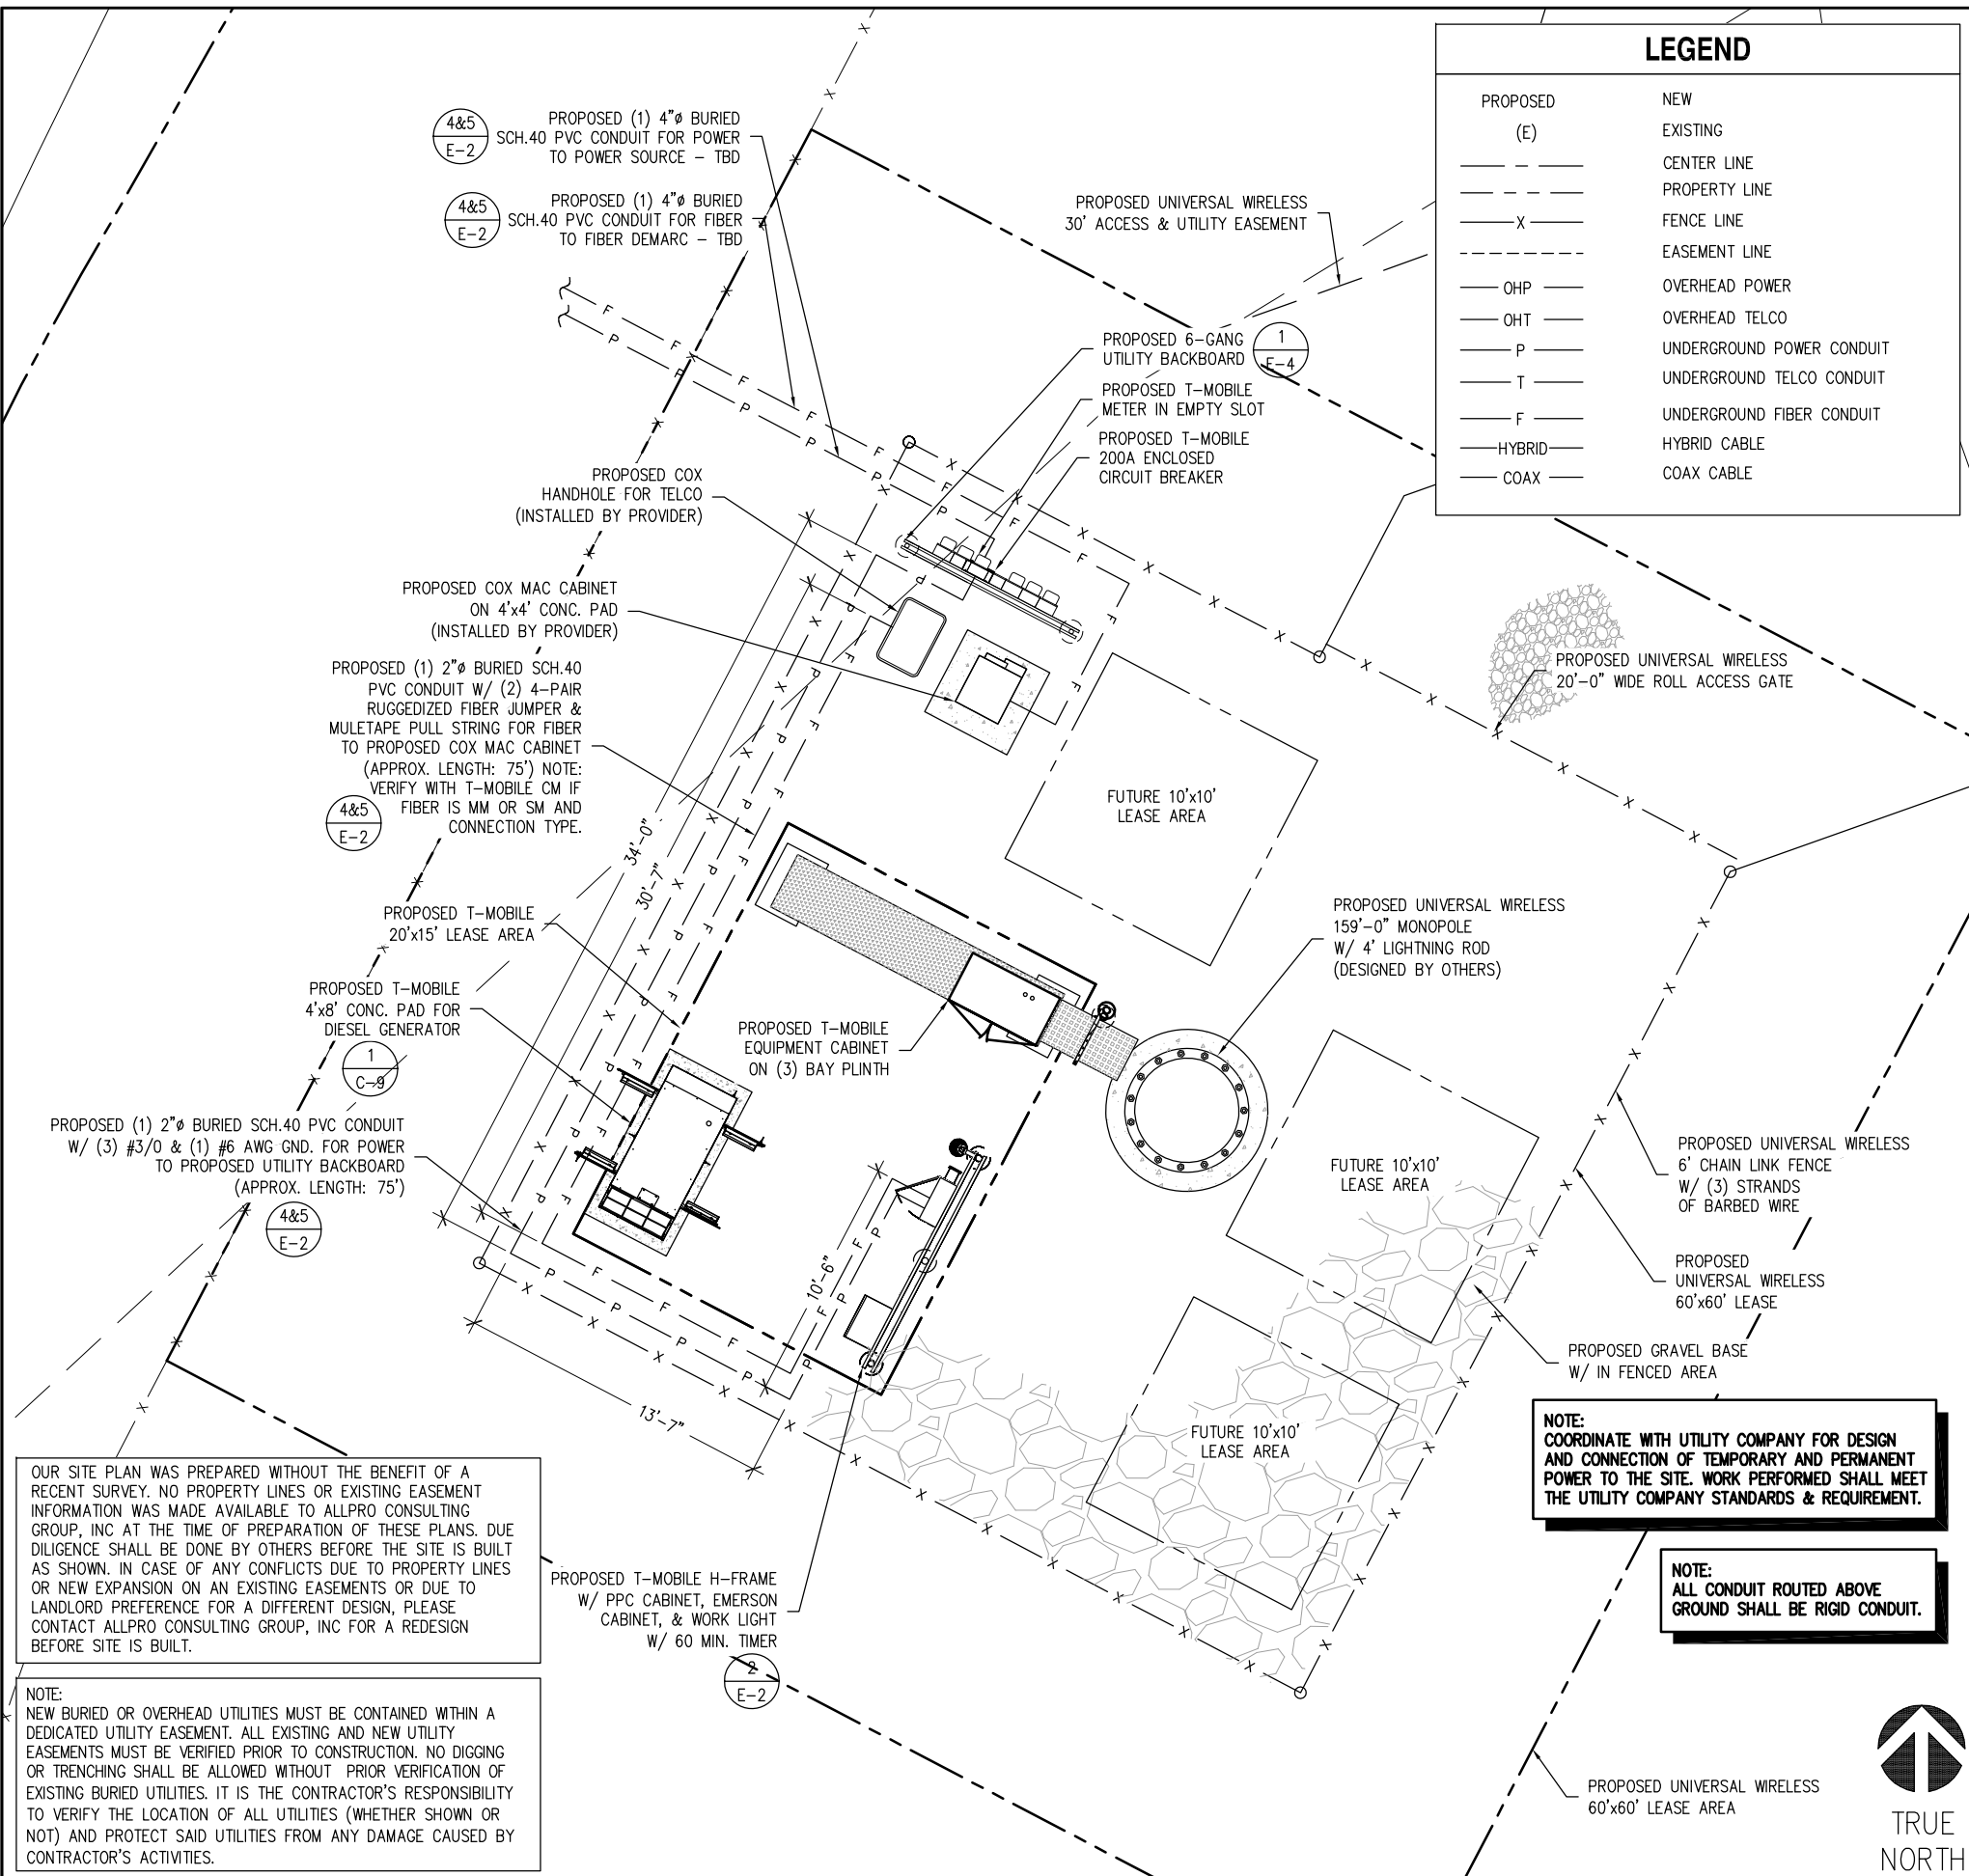 LEGEND
PROPOSED NEW
(E) EXISTING
CENTER LINE
PROPERTY LINE
X FENCE LINE
EASEMENT LINE
OHP OVERHEAD POWER
OHT OVERHEAD TELCO
P UNDERGROUND POWER CONDUIT
T UNDERGROUND TELCO CONDUIT
F UNDERGROUND FIBER CONDUIT
HYBRID HYBRID CABLE
COAX COAX CABLE
4&5
E-2
PROPOSED (1) 4"ø BURIED
SCH.40 PVC CONDUIT FOR POWER
TO POWER SOURCE – TBD
4&5
E-2
PROPOSED (1) 4"ø BURIED
SCH.40 PVC CONDUIT FOR FIBER
TO FIBER DEMARC – TBD
PROPOSED UNIVERSAL WIRELESS
30' ACCESS & UTILITY EASEMENT
PROPOSED 6-GANG
UTILITY BACKBOARD
1
E-4
PROPOSED T-MOBILE
METER IN EMPTY SLOT
PROPOSED T-MOBILE
200A ENCLOSED
CIRCUIT BREAKER
PROPOSED COX
HANDHOLE FOR TELCO
(INSTALLED BY PROVIDER)
PROPOSED COX MAC CABINET
ON 4'x4' CONC. PAD
(INSTALLED BY PROVIDER)
PROPOSED (1) 2"ø BURIED SCH.40
PVC CONDUIT W/ (2) 4-PAIR
RUGGEDIZED FIBER JUMPER &
MULETAPE PULL STRING FOR FIBER
TO PROPOSED COX MAC CABINET
(APPROX. LENGTH: 75') NOTE:
VERIFY WITH T-MOBILE CM IF
FIBER IS MM OR SM AND
CONNECTION TYPE.
4&5
E-2
PROPOSED UNIVERSAL WIRELESS
20'-0" WIDE ROLL ACCESS GATE
FUTURE 10'x10'
LEASE AREA
34'-0"
30'-7"
PROPOSED T-MOBILE
20'x15' LEASE AREA
PROPOSED UNIVERSAL WIRELESS
159'-0" MONOPOLE
W/ 4' LIGHTNING ROD
(DESIGNED BY OTHERS)
PROPOSED T-MOBILE
4'x8' CONC. PAD FOR
DIESEL GENERATOR
1
C-9
PROPOSED T-MOBILE
EQUIPMENT CABINET
ON (3) BAY PLINTH
PROPOSED (1) 2"ø BURIED SCH.40 PVC CONDUIT
W/ (3) #3/0 & (1) #6 AWG GND. FOR POWER
TO PROPOSED UTILITY BACKBOARD
(APPROX. LENGTH: 75')
4&5
E-2
FUTURE 10'x10'
LEASE AREA
PROPOSED UNIVERSAL WIRELESS
6' CHAIN LINK FENCE
W/ (3) STRANDS
OF BARBED WIRE
PROPOSED
UNIVERSAL WIRELESS
60'x60' LEASE
PROPOSED GRAVEL BASE
W/ IN FENCED AREA
10'-6"
13'-7"
FUTURE 10'x10'
LEASE AREA
NOTE:
COORDINATE WITH UTILITY COMPANY FOR DESIGN
AND CONNECTION OF TEMPORARY AND PERMANENT
POWER TO THE SITE. WORK PERFORMED SHALL MEET
THE UTILITY COMPANY STANDARDS & REQUIREMENT.
NOTE:
ALL CONDUIT ROUTED ABOVE
GROUND SHALL BE RIGID CONDUIT.
OUR SITE PLAN WAS PREPARED WITHOUT THE BENEFIT OF A
RECENT SURVEY. NO PROPERTY LINES OR EXISTING EASEMENT
INFORMATION WAS MADE AVAILABLE TO ALLPRO CONSULTING
GROUP, INC AT THE TIME OF PREPARATION OF THESE PLANS. DUE
DILIGENCE SHALL BE DONE BY OTHERS BEFORE THE SITE IS BUILT
AS SHOWN. IN CASE OF ANY CONFLICTS DUE TO PROPERTY LINES
OR NEW EXPANSION ON AN EXISTING EASEMENTS OR DUE TO
LANDLORD PREFERENCE FOR A DIFFERENT DESIGN, PLEASE
CONTACT ALLPRO CONSULTING GROUP, INC FOR A REDESIGN
BEFORE SITE IS BUILT.
PROPOSED T-MOBILE H-FRAME
W/ PPC CABINET, EMERSON
CABINET, & WORK LIGHT
W/ 60 MIN. TIMER
2
E-2
NOTE:
NEW BURIED OR OVERHEAD UTILITIES MUST BE CONTAINED WITHIN A
DEDICATED UTILITY EASEMENT. ALL EXISTING AND NEW UTILITY
EASEMENTS MUST BE VERIFIED PRIOR TO CONSTRUCTION. NO DIGGING
OR TRENCHING SHALL BE ALLOWED WITHOUT PRIOR VERIFICATION OF
EXISTING BURIED UTILITIES. IT IS THE CONTRACTOR'S RESPONSIBILITY
TO VERIFY THE LOCATION OF ALL UTILITIES (WHETHER SHOWN OR
NOT) AND PROTECT SAID UTILITIES FROM ANY DAMAGE CAUSED BY
CONTRACTOR'S ACTIVITIES.
PROPOSED UNIVERSAL WIRELESS
60'x60' LEASE AREA
TRUE
NORTH